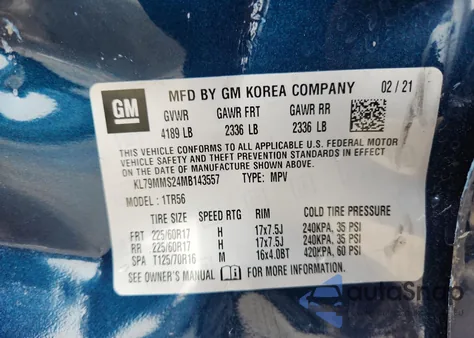 GM
MFD BY GM KOREA COMPANY 02/21
GVWR GAWR FRT GAWR RR
4189 LB 2336 LB 2336 LB
THIS VEHICLE CONFORMS TO ALL APPLICABLE U.S. FEDERAL MOTOR
VEHICLE SAFETY AND THEFT PREVENTION STANDARDS IN EFFECT
ON THE DATE OF MANUFACTURE SHOWN ABOVE.
KL79MMS24MB143557 TYPE: MPV
MODEL: 1TR56
TIRE SIZE SPEED RTG RIM COLD TIRE PRESSURE
FRT 225/60R17 H 17x7.5J 240KPA, 35 PSI
RR 225/60R17 H 17x7.5J 240KPA, 35 PSI
SPA T125/70R16 M 16x4.0BT 420KPA, 60 PSI
SEE OWNER'S MANUAL FOR MORE INFORMATION.
autoSnap